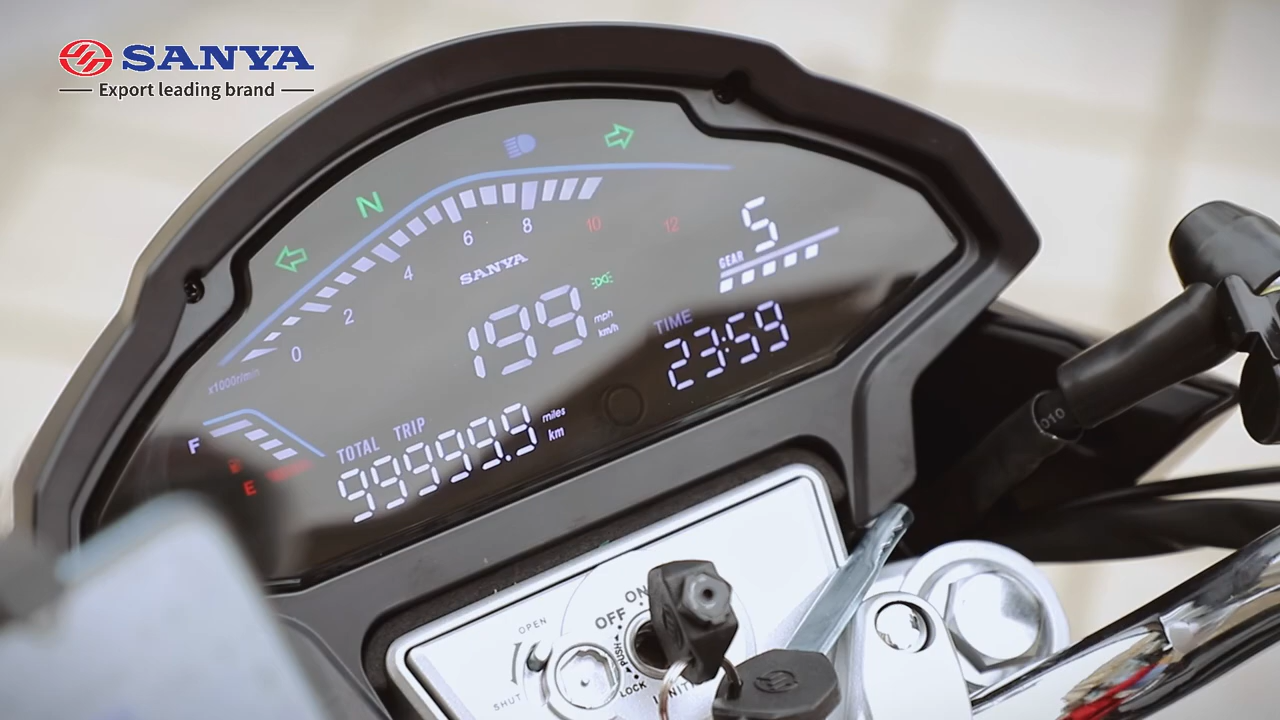 SANYA
Export leading brand
N
0 2 4 6 8 10 12
x1000r/min
SANYA
GEAR
5
199
mph
km/h
TIME
23:59
F
E
TOTAL TRIP
99999.9
miles
km
OPEN
SHUT
ON
OFF
PUSH
LOCK
010